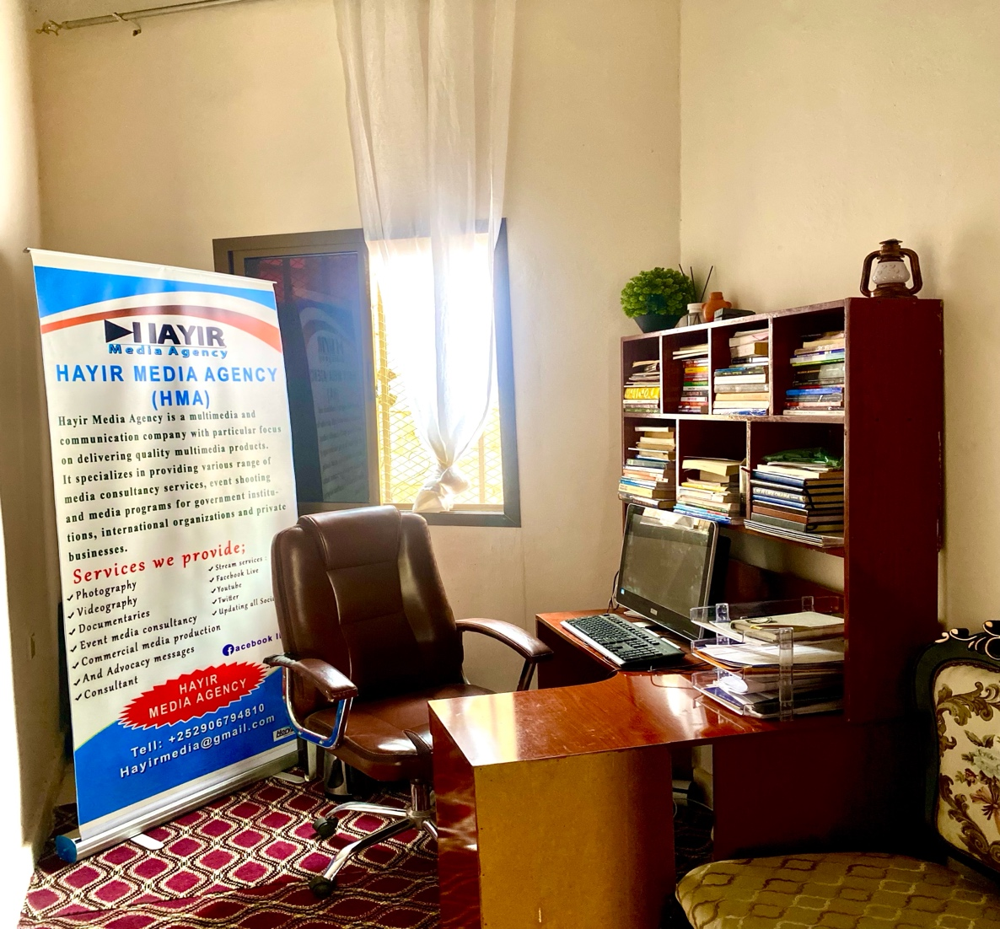 HAYIR
Media Agency
HAYIR MEDIA AGENCY
(HMA)
Hayir Media Agency is a multimedia and
communication company with particular focus
on delivering quality multimedia products.
It specializes in providing various range of
media consultancy services, event shooting
and media programs for government institu-
tions, international organizations and private
businesses.
Services we provide;
✓ Photography
✓ Videography
✓ Documentaries
✓ Event media consultancy
✓ Commercial media production
✓ And Advocacy messages
✓ Consultant
✓ Stream services :
✓ Facebook Live
✓ Youtube
✓ Twitter
✓ Updating all
facebook
HAYIR
MEDIA AGENCY
Tell: +252906794810
Hayirmedia@gmail.com